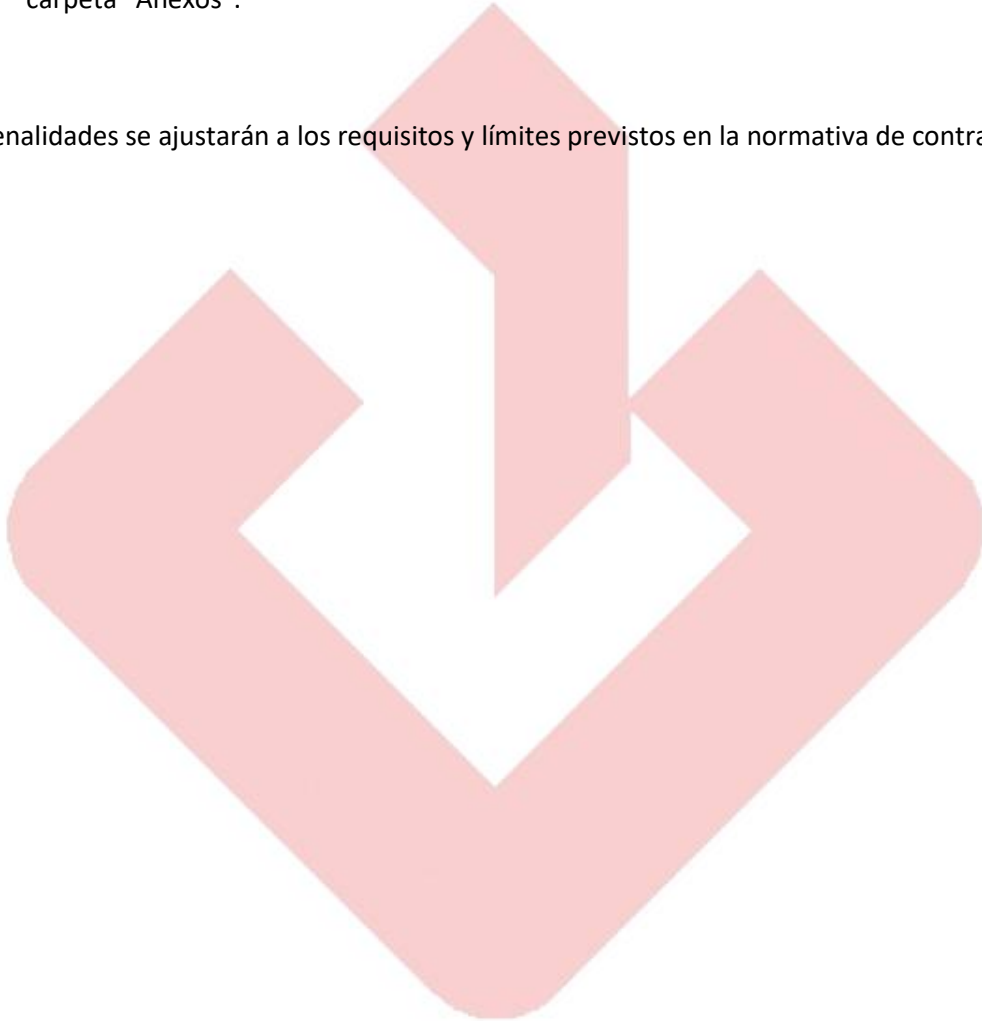 carpeta "Anexos".
enalidades se ajustarán a los requisitos y límites previstos en la normativa de contra